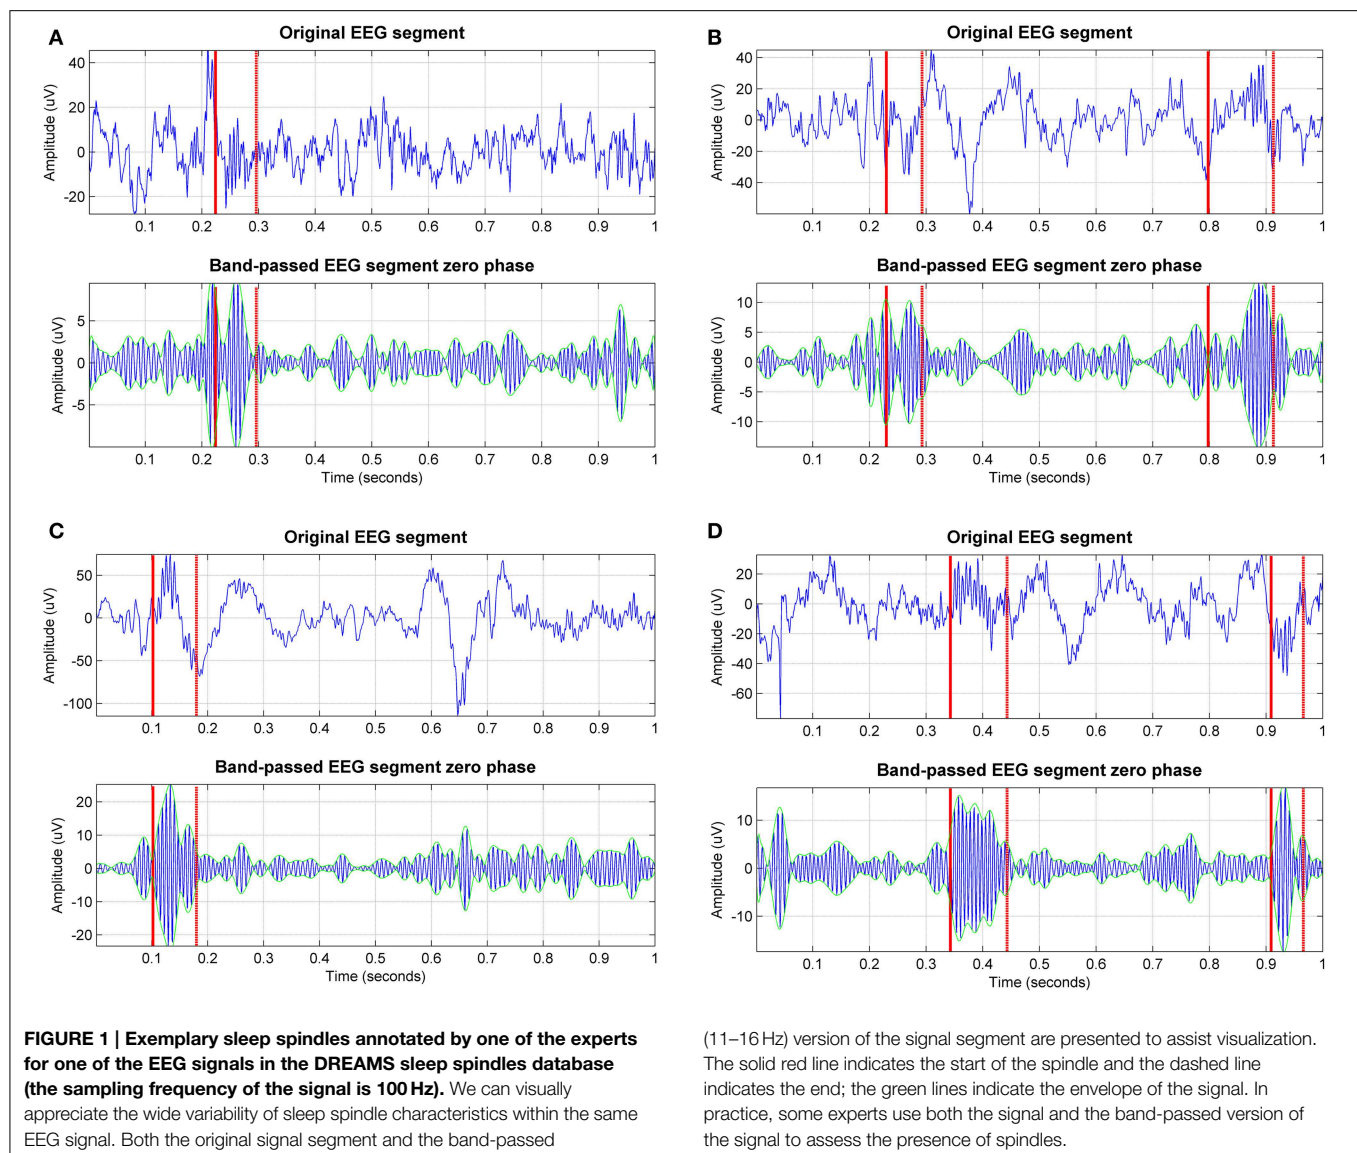 A
Original EEG segment
Amplitude (uV)
40
20
0
-20
0.1 0.2 0.3 0.4 0.5 0.6 0.7 0.8 0.9 1
Band-passed EEG segment zero phase
Amplitude (uV)
5
0
-5
0.1 0.2 0.3 0.4 0.5 0.6 0.7 0.8 0.9 1
Time (seconds)
B
Original EEG segment
Amplitude (uV)
40
20
0
-20
-40
0.1 0.2 0.3 0.4 0.5 0.6 0.7 0.8 0.9 1
Band-passed EEG segment zero phase
Amplitude (uV)
10
5
0
-5
-10
0.1 0.2 0.3 0.4 0.5 0.6 0.7 0.8 0.9 1
Time (seconds)
C
Original EEG segment
Amplitude (uV)
50
0
-50
-100
0.1 0.2 0.3 0.4 0.5 0.6 0.7 0.8 0.9 1
Band-passed EEG segment zero phase
Amplitude (uV)
20
10
0
-10
-20
0.1 0.2 0.3 0.4 0.5 0.6 0.7 0.8 0.9 1
Time (seconds)
D
Original EEG segment
Amplitude (uV)
20
0
-20
-40
-60
0.1 0.2 0.3 0.4 0.5 0.6 0.7 0.8 0.9 1
Band-passed EEG segment zero phase
Amplitude (uV)
10
0
-10
0.1 0.2 0.3 0.4 0.5 0.6 0.7 0.8 0.9 1
Time (seconds)
FIGURE 1 | Exemplary sleep spindles annotated by one of the experts
for one of the EEG signals in the DREAMS sleep spindles database
(the sampling frequency of the signal is 100 Hz). We can visually
appreciate the wide variability of sleep spindle characteristics within the same
EEG signal. Both the original signal segment and the band-passed
(11–16 Hz) version of the signal segment are presented to assist visualization.
The solid red line indicates the start of the spindle and the dashed line
indicates the end; the green lines indicate the envelope of the signal. In
practice, some experts use both the signal and the band-passed version of
the signal to assess the presence of spindles.